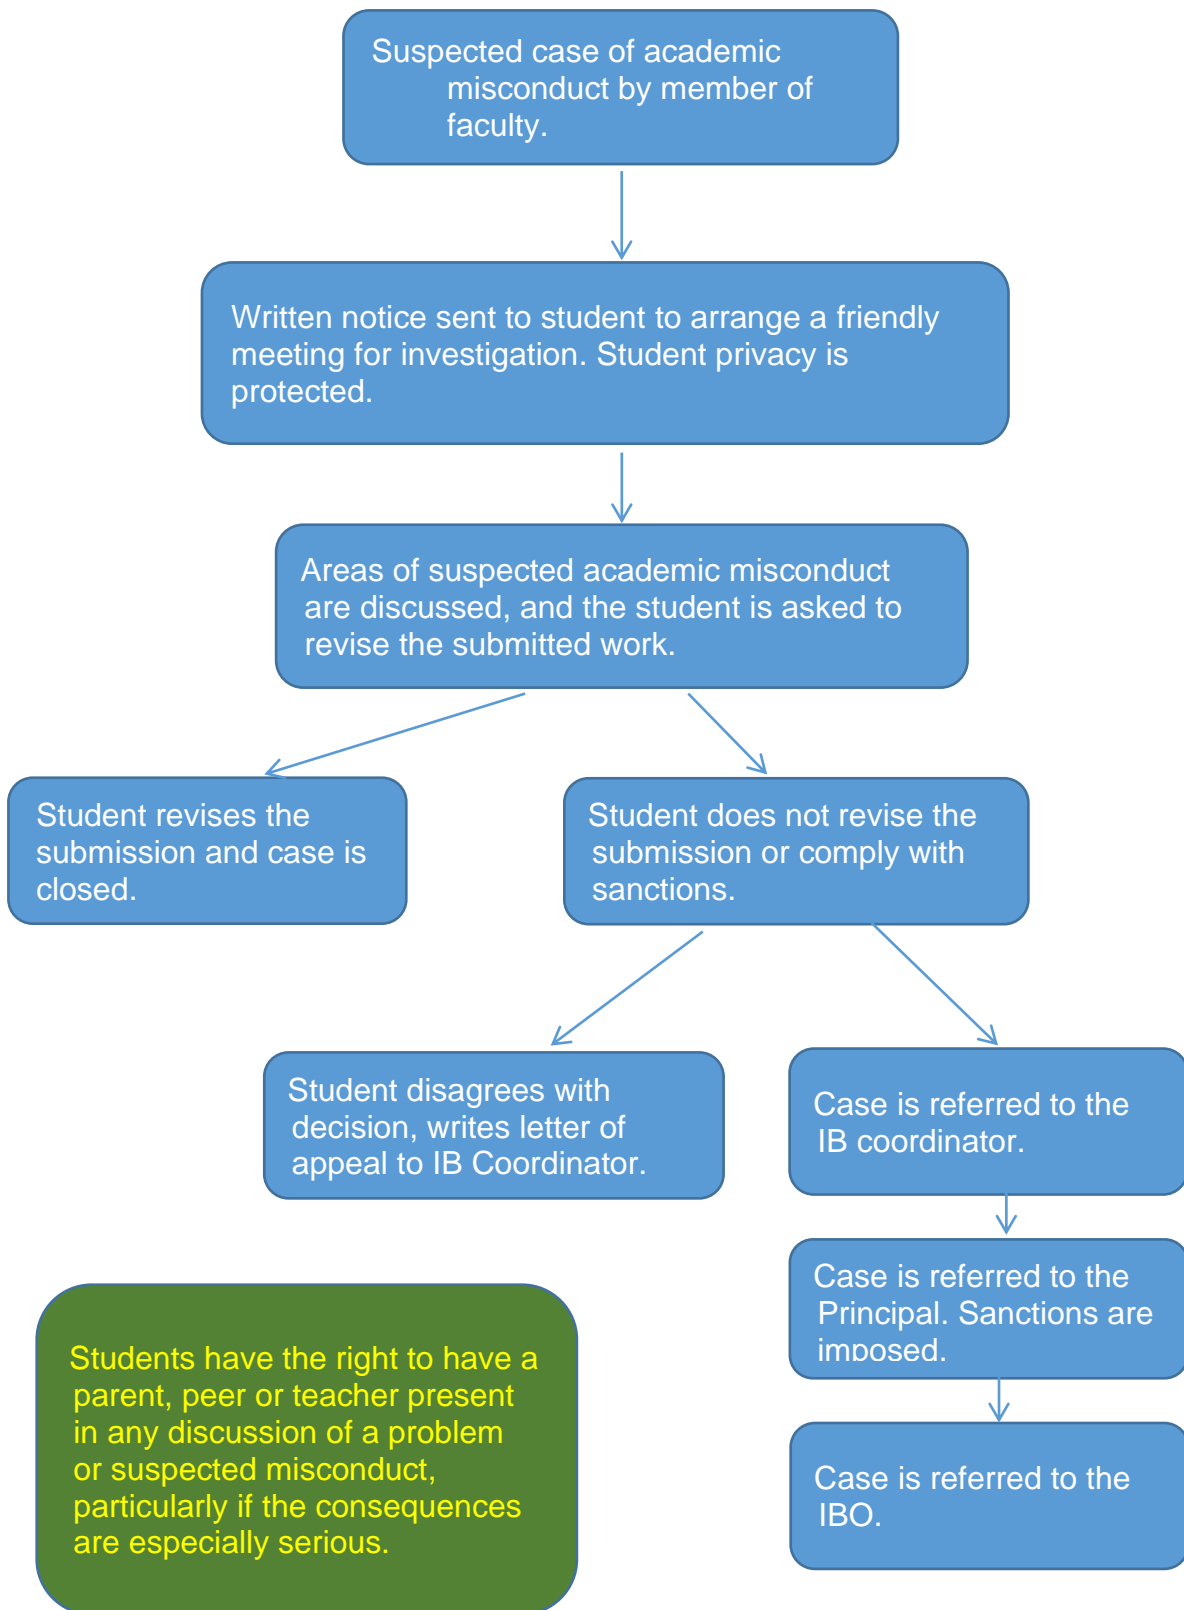 Suspected case of academic
misconduct by member of
faculty.
Written notice sent to student to arrange a friendly
meeting for investigation. Student privacy is
protected.
Areas of suspected academic misconduct
are discussed, and the student is asked to
revise the submitted work.
Student revises the
submission and case is
closed.
Student does not revise the
submission or comply with
sanctions.
Student disagrees with
decision, writes letter of
appeal to IB Coordinator.
Case is referred to the
IB coordinator.
Case is referred to the
Principal. Sanctions are
imposed.
Students have the right to have a
parent, peer or teacher present
in any discussion of a problem
or suspected misconduct,
particularly if the consequences
are especially serious.
Case is referred to the
IBO.